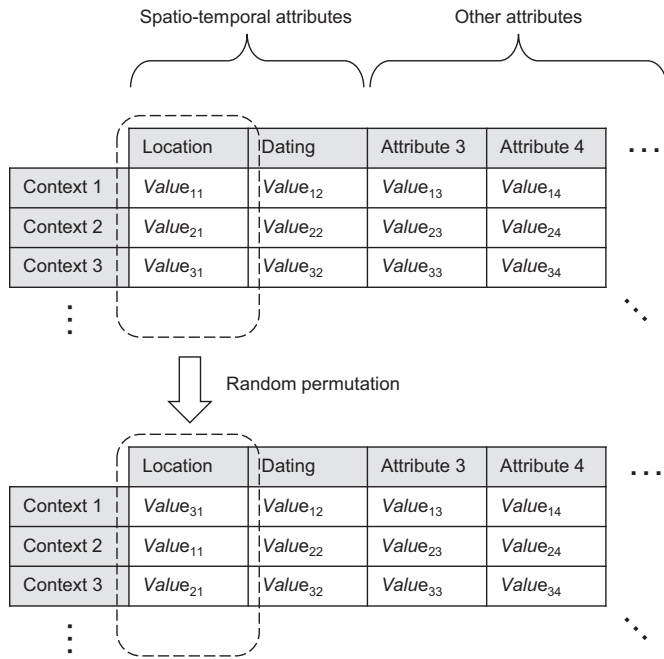 Spatio-temporal attributes Other attributes
Location Dating Attribute 3 Attribute 4 ...
Context 1 Value11 Value12 Value13 Value14
Context 2 Value21 Value22 Value23 Value24
Context 3 Value31 Value32 Value33 Value34
Random permutation
Location Dating Attribute 3 Attribute 4 ...
Context 1 Value31 Value12 Value13 Value14
Context 2 Value11 Value22 Value23 Value24
Context 3 Value21 Value32 Value33 Value34